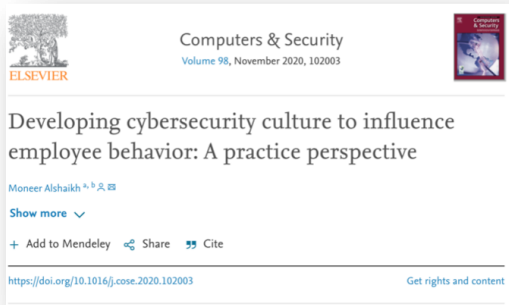 ELSEVIER
Computers & Security
Volume 98, November 2020, 102003
Computers
& Security
Developing cybersecurity culture to influence
employee behavior: A practice perspective
Moneer Alshaikh a, b
Show more
+ Add to Mendeley Share Cite
https://doi.org/10.1016/j.cose.2020.102003
Get rights and content